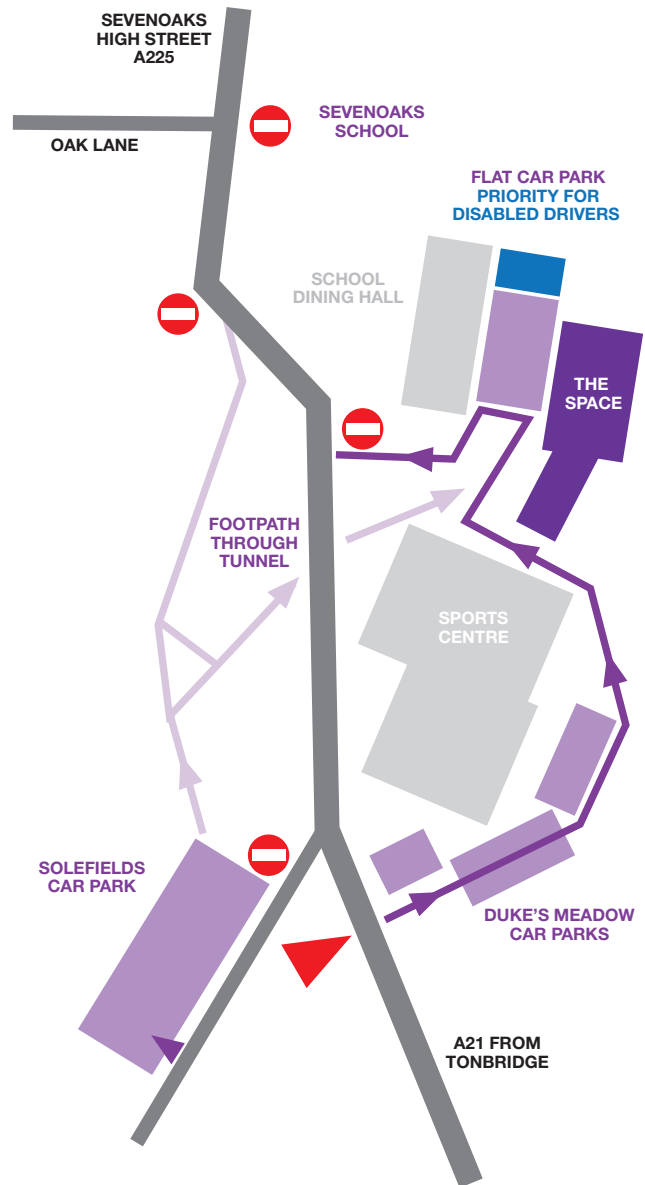 SEVENOAKS
HIGH STREET
A225
OAK LANE
SEVENOAKS
SCHOOL
FLAT CAR PARK
PRIORITY FOR
DISABLED DRIVERS
SCHOOL
DINING HALL
THE
SPACE
FOOTPATH
THROUGH
TUNNEL
SPORTS
CENTRE
SOLEFIELDS
CAR PARK
DUKE'S MEADOW
CAR PARKS
A21 FROM
TONBRIDGE